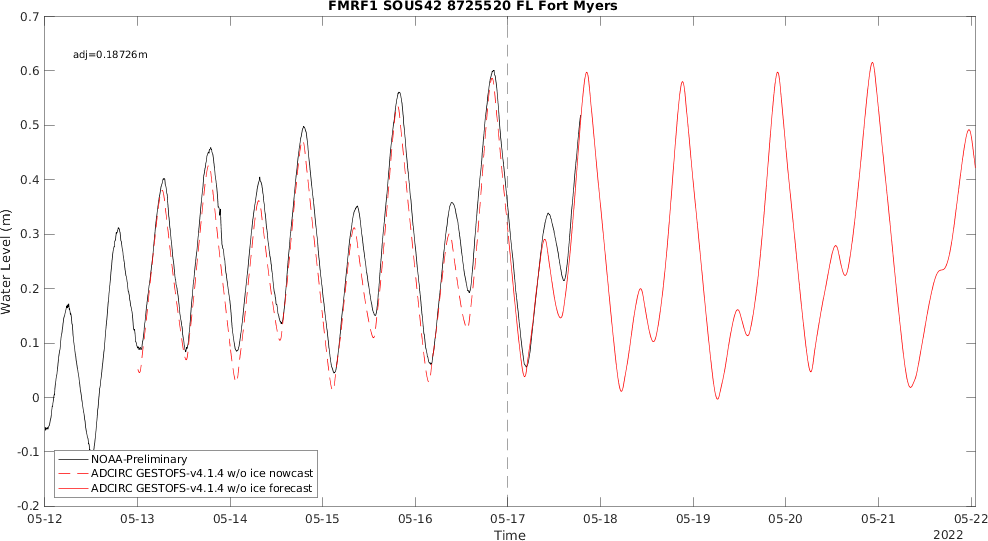 FMRF1 SOUS42 8725520 FL Fort Myers
adj=0.18726m
0.7
0.6
0.5
0.4
0.3
0.2
0.1
0
-0.1
-0.2
Water Level (m)
NOAA-Preliminary
ADCIRC GESTOFS-v4.1.4 w/o ice nowcast
ADCIRC GESTOFS-v4.1.4 w/o ice forecast
05-12 05-13 05-14 05-15 05-16 05-17 05-18 05-19 05-20 05-21 05-22
Time
2022